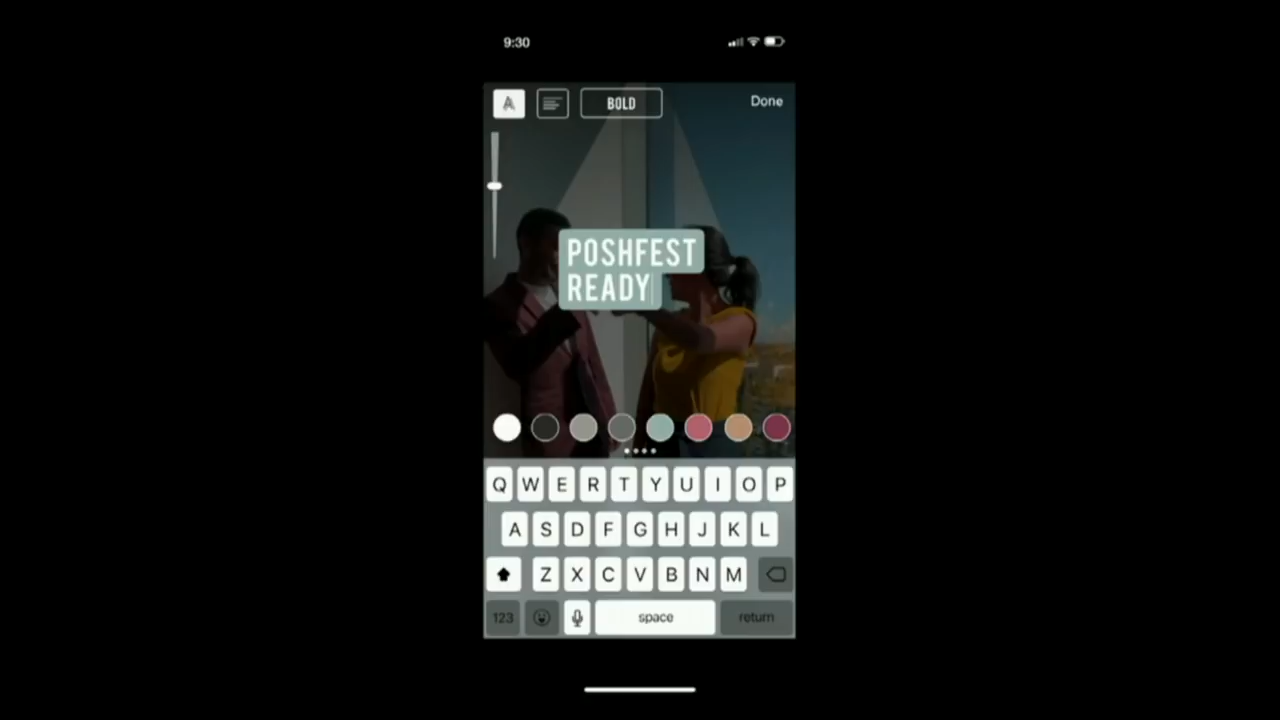 9:30
A
BOLD
Done
POSHFEST
READY
Q W E R T Y U I O P
A S D F G H J K L
Z X C V B N M
123
space
return